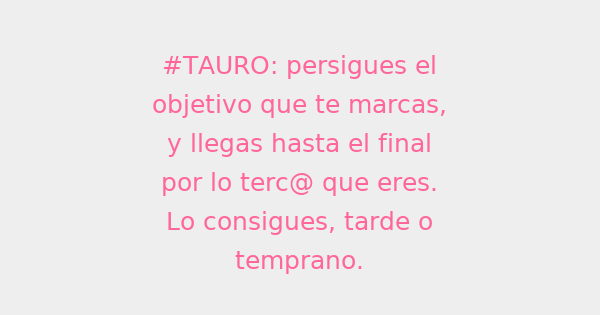 #TAURO: persigues el
objetivo que te marcas,
y llegas hasta el final
por lo terc@ que eres.
Lo consigues, tarde o
temprano.